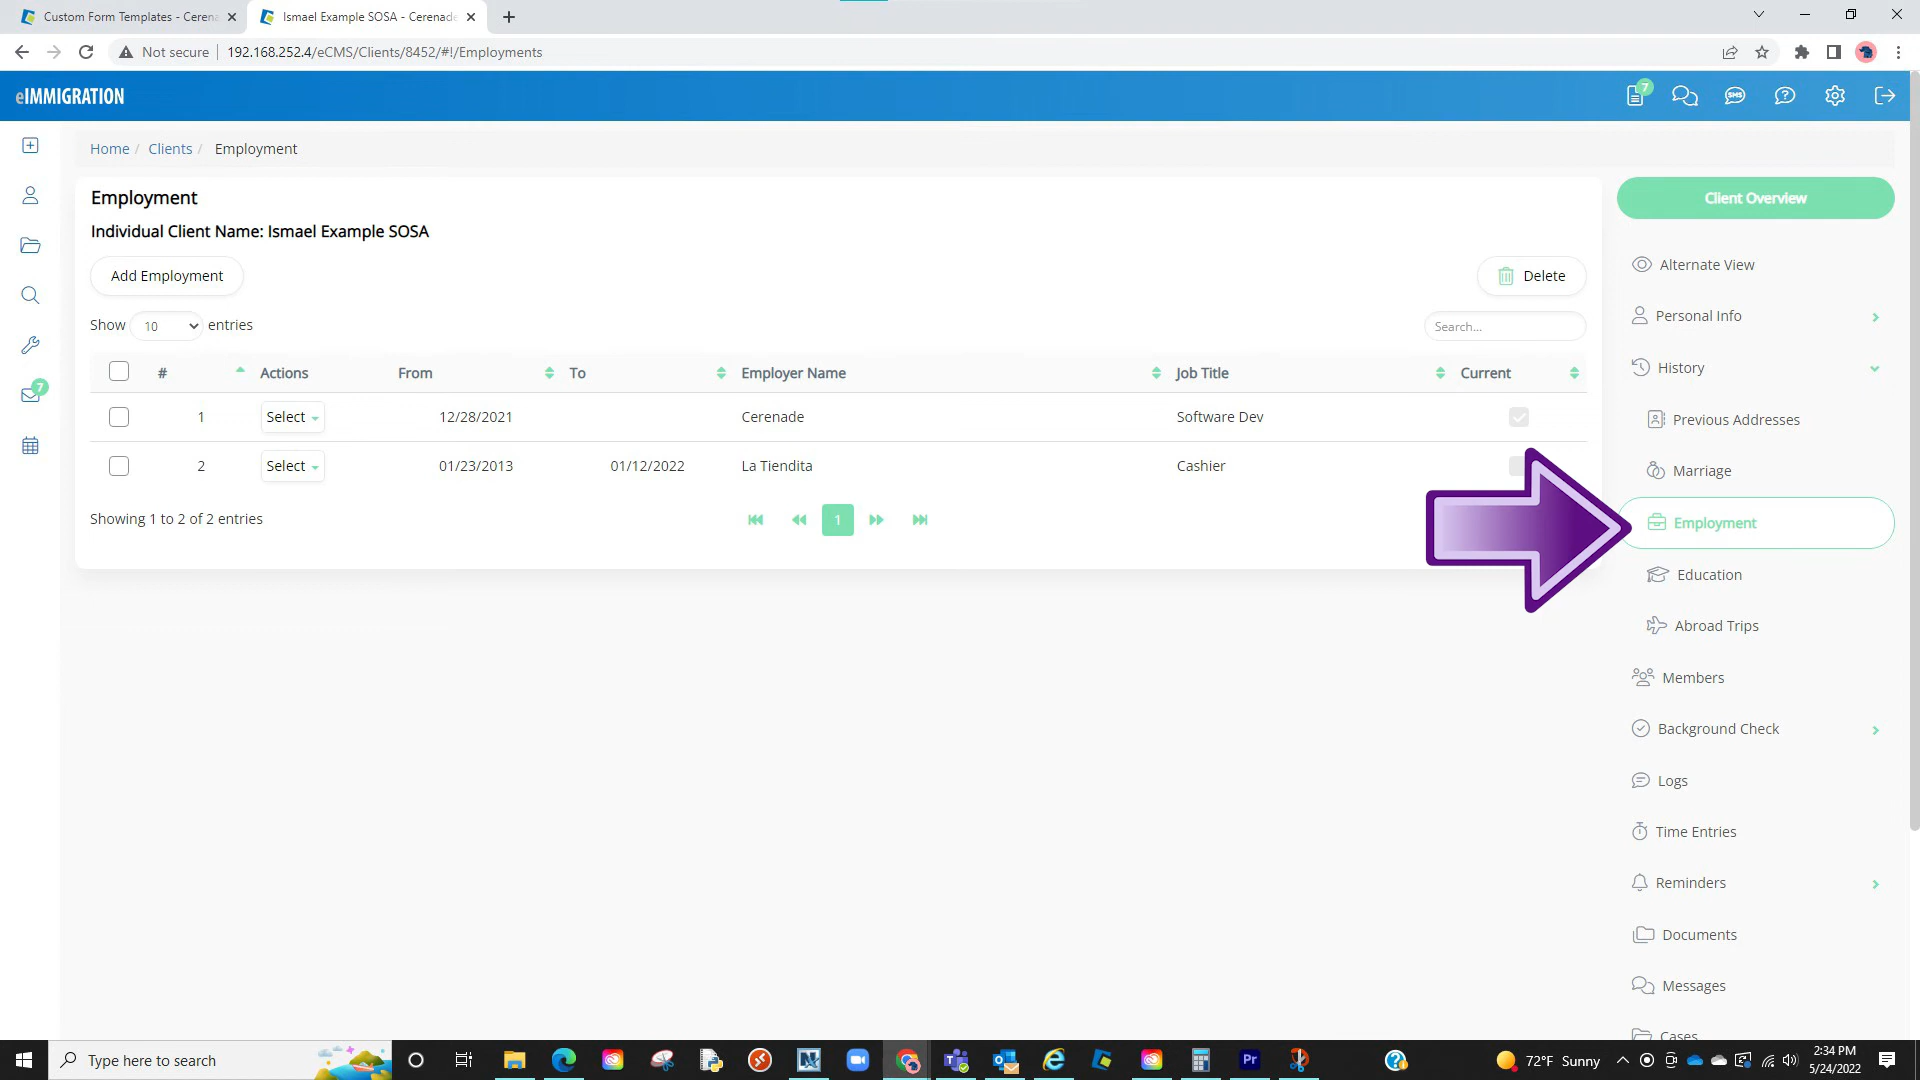 Custom Form Templates - Cerena
Ismael Example SOSA - Cerenade
Not secure
192.168.252.4/eCMS/Clients/8452/#!/Employments
eIMMIGRATION
7
SMS
Home / Clients / Employment
Employment
Individual Client Name: Ismael Example SOSA
Add Employment
Delete
Show 10 entries
Search...
# Actions From To Employer Name Job Title Current
1 Select 12/28/2021 Cerenade Software Dev
2 Select 01/23/2013 01/12/2022 La Tiendita Cashier
Showing 1 to 2 of 2 entries
1
7
Client Overview
Alternate View
Personal Info
History
Previous Addresses
Marriage
Employment
Education
Abroad Trips
Members
Background Check
Logs
Time Entries
Reminders
Documents
Messages
Cases
Type here to search
Pr
72°F Sunny
2:34 PM
5/24/2022